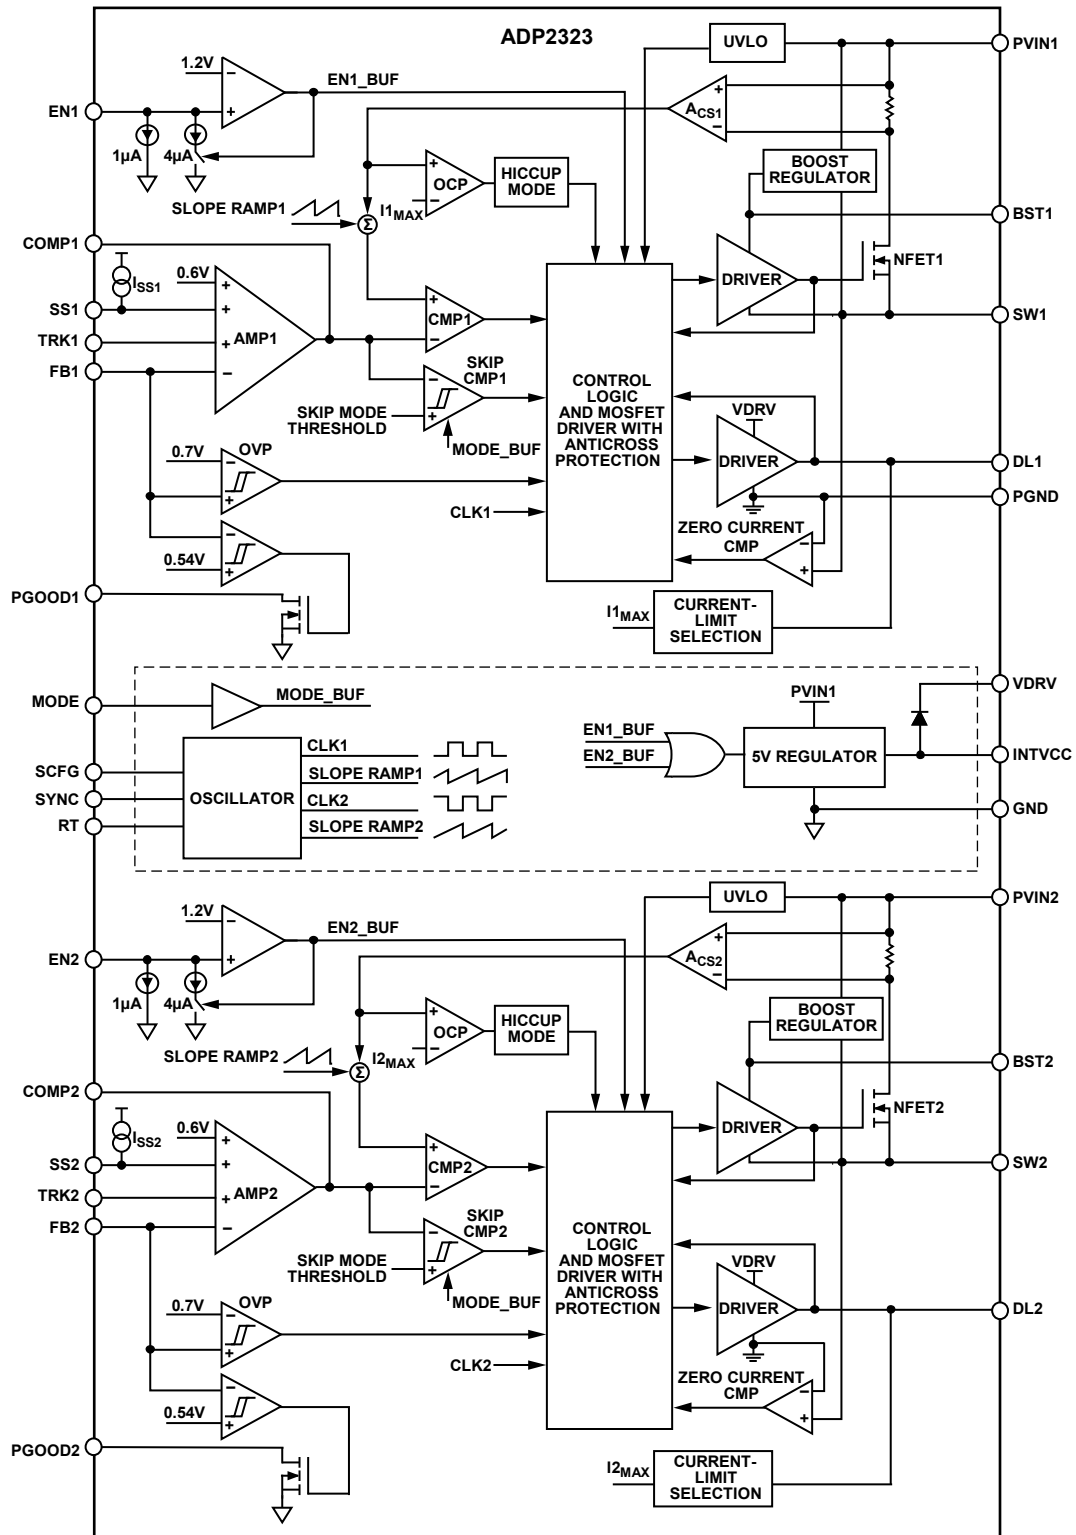 ADP2323
UVLO
PVIN1
1.2V
EN1_BUF
EN1
ACS1
1µA
4µA
OCP
HICCUP
MODE
BOOST
REGULATOR
SLOPE RAMP1
I1MAX
Σ
BST1
COMP1
ISS1
0.6V
DRIVER
NFET1
SS1
AMP1
CMP1
SW1
TRK1
FB1
SKIP
CMP1
SKIP MODE
THRESHOLD
MODE_BUF
CONTROL
LOGIC
AND MOSFET
DRIVER WITH
ANTICROSS
PROTECTION
VDRV
DRIVER
0.7V
OVP
DL1
PGND
CLK1
ZERO CURRENT
CMP
0.54V
PGOOD1
I1MAX
CURRENT-
LIMIT
SELECTION
MODE
MODE_BUF
PVIN1
VDRV
EN1_BUF
EN2_BUF
5V REGULATOR
INTVCC
SCFG
SYNC
RT
OSCILLATOR
CLK1
SLOPE RAMP1
CLK2
SLOPE RAMP2
GND
UVLO
PVIN2
1.2V
EN2_BUF
EN2
ACS2
1µA
4µA
OCP
HICCUP
MODE
BOOST
REGULATOR
SLOPE RAMP2
I2MAX
Σ
BST2
COMP2
ISS2
0.6V
DRIVER
NFET2
SS2
AMP2
CMP2
SW2
TRK2
FB2
SKIP
CMP2
SKIP MODE
THRESHOLD
MODE_BUF
CONTROL
LOGIC
AND MOSFET
DRIVER WITH
ANTICROSS
PROTECTION
VDRV
DRIVER
0.7V
OVP
DL2
CLK2
ZERO CURRENT
CMP
0.54V
PGOOD2
I2MAX
CURRENT-
LIMIT
SELECTION